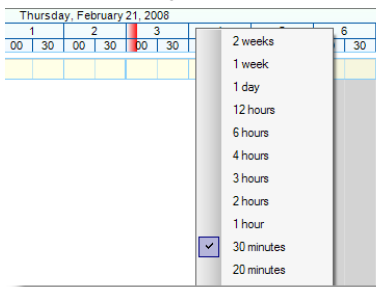 Thursday, February 21, 2008
1 2 3 6
00 30 00 30 00 30 30
2 weeks
1 week
1 day
12 hours
6 hours
4 hours
3 hours
2 hours
1 hour
30 minutes
20 minutes